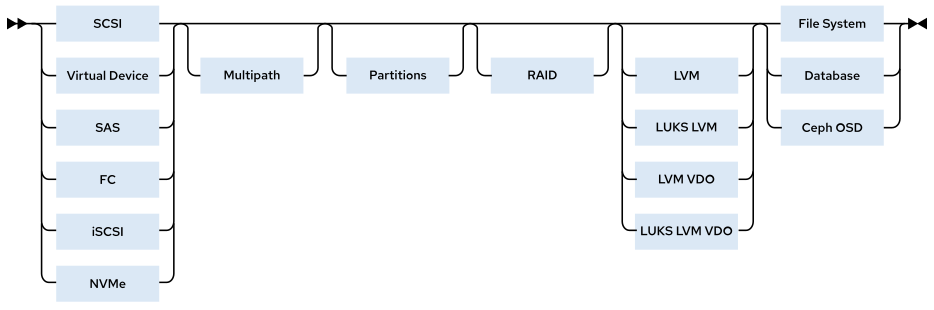 SCSI
File System
Virtual Device
Multipath
Partitions
RAID
LVM
Database
SAS
LUKS LVM
Ceph OSD
FC
LVM VDO
iSCSI
LUKS LVM VDO
NVMe